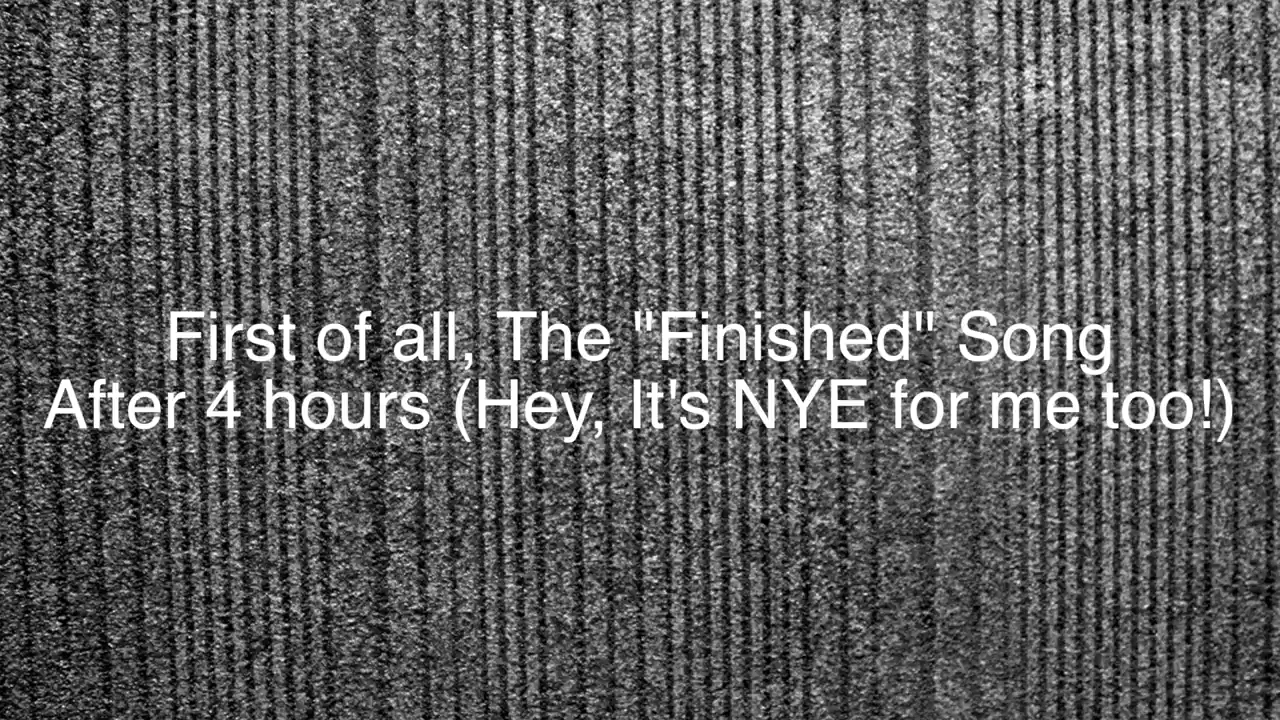 First of all, The "Finished" Song
After 4 hours (Hey, It's NYE for me too!)